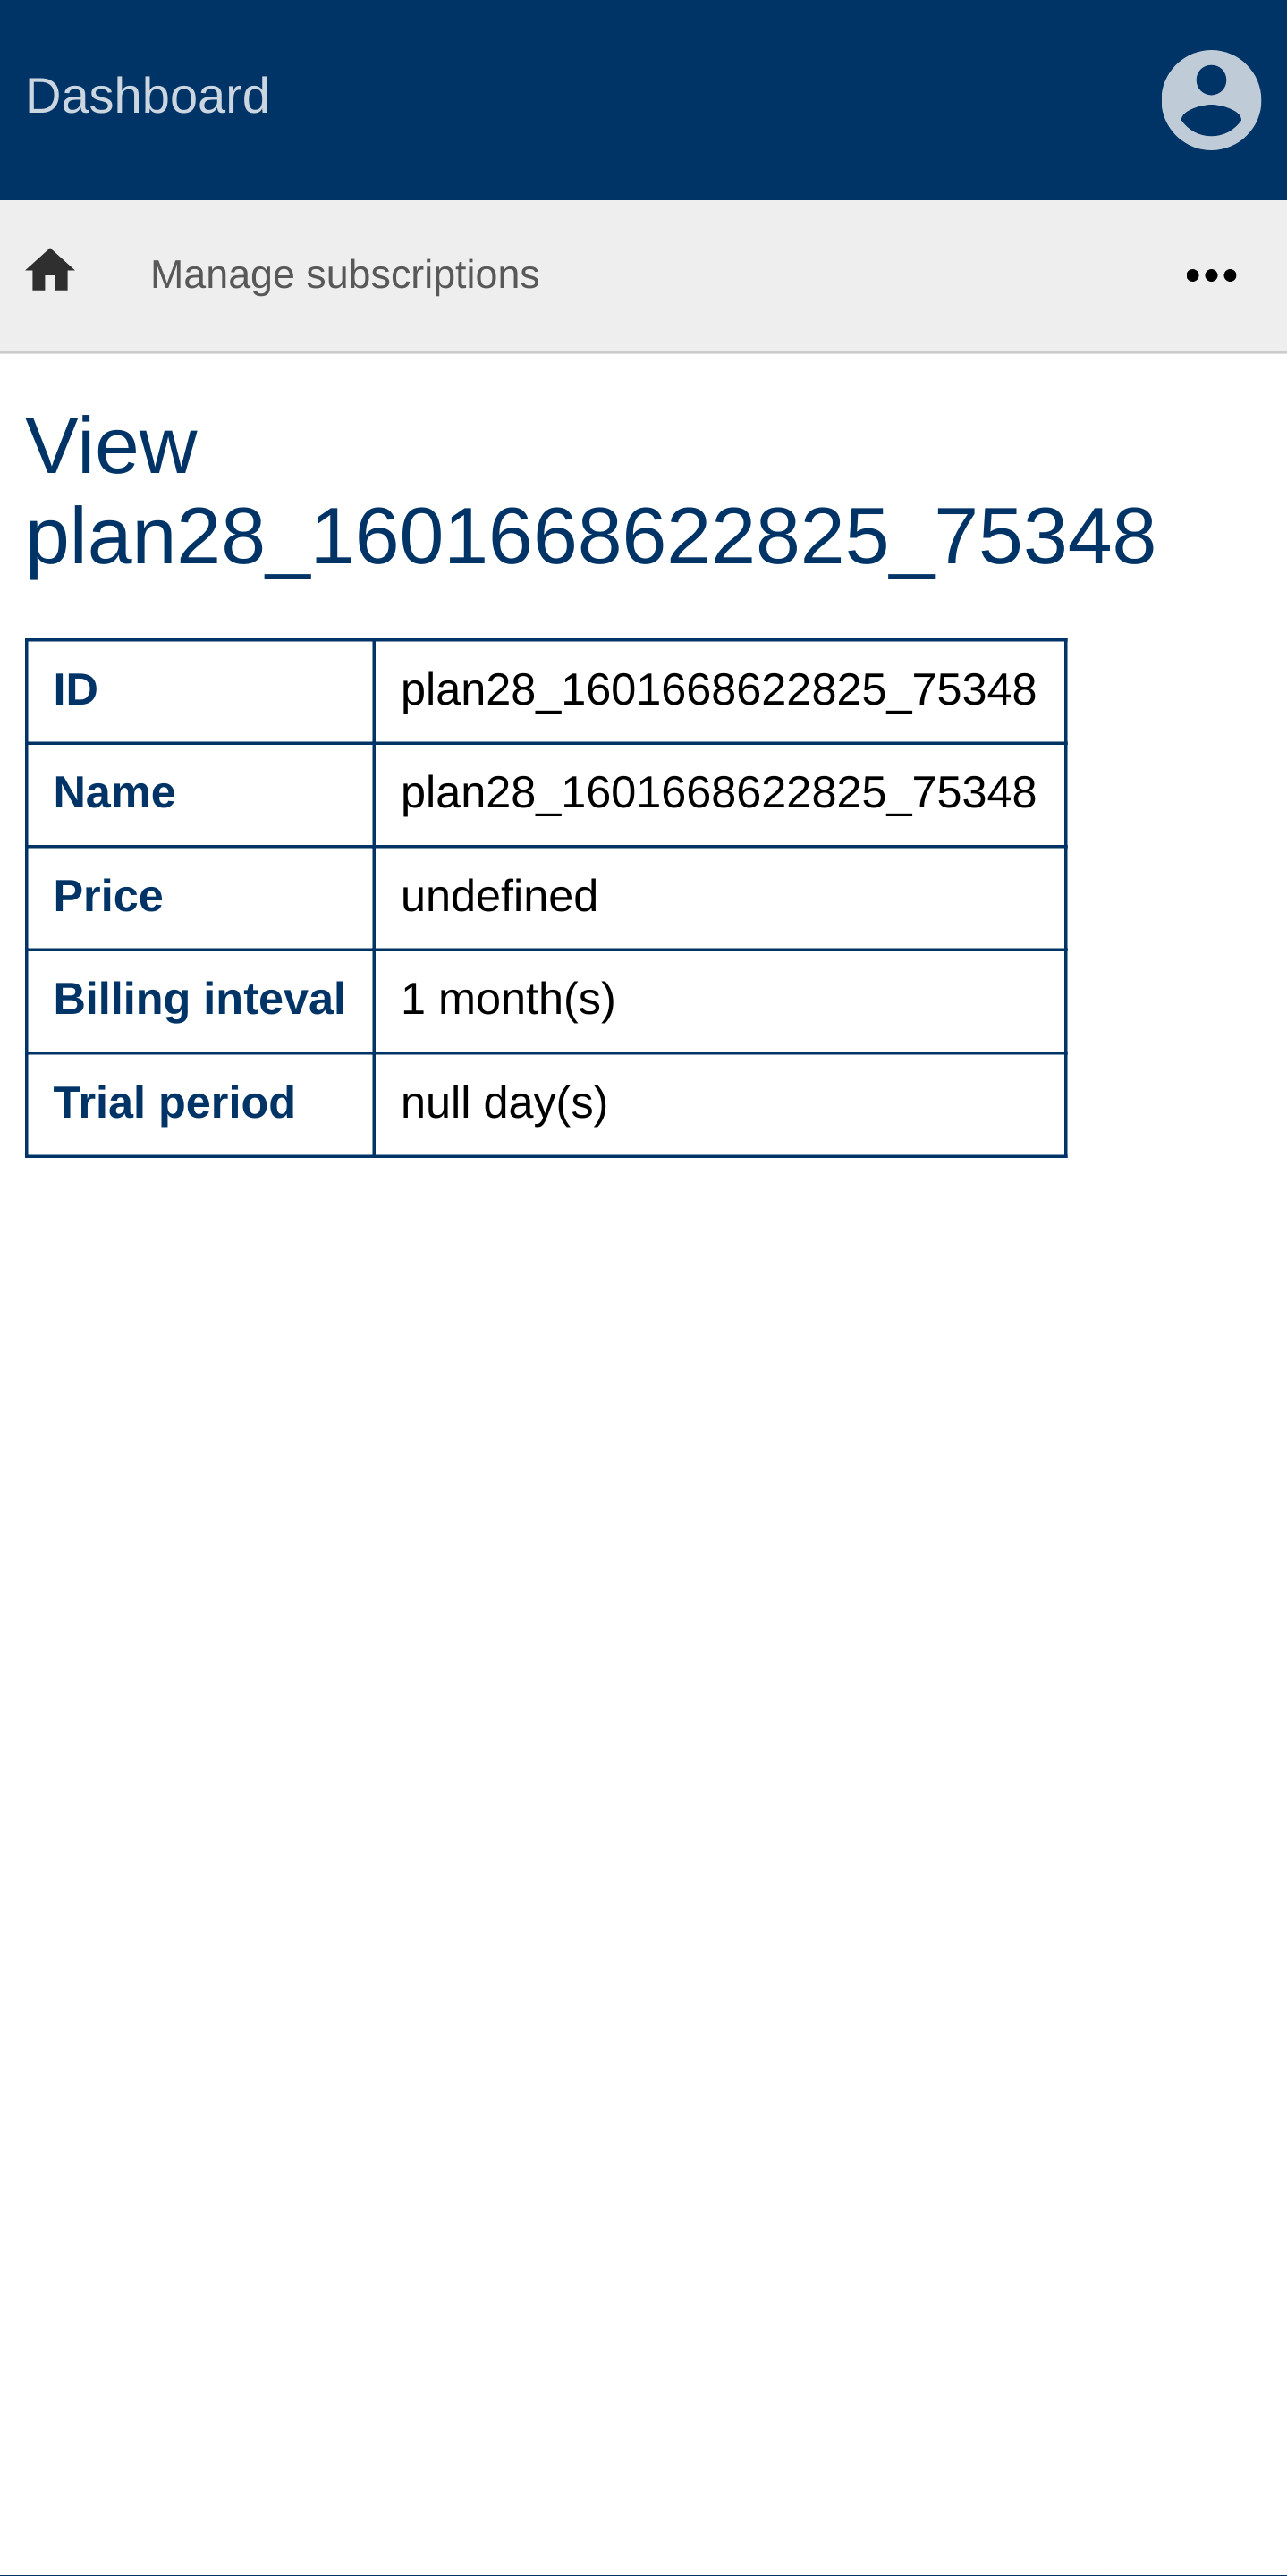 Dashboard
Manage subscriptions
View
plan28_1601668622825_75348
ID plan28_1601668622825_75348
Name plan28_1601668622825_75348
Price undefined
Billing inteval 1 month(s)
Trial period null day(s)